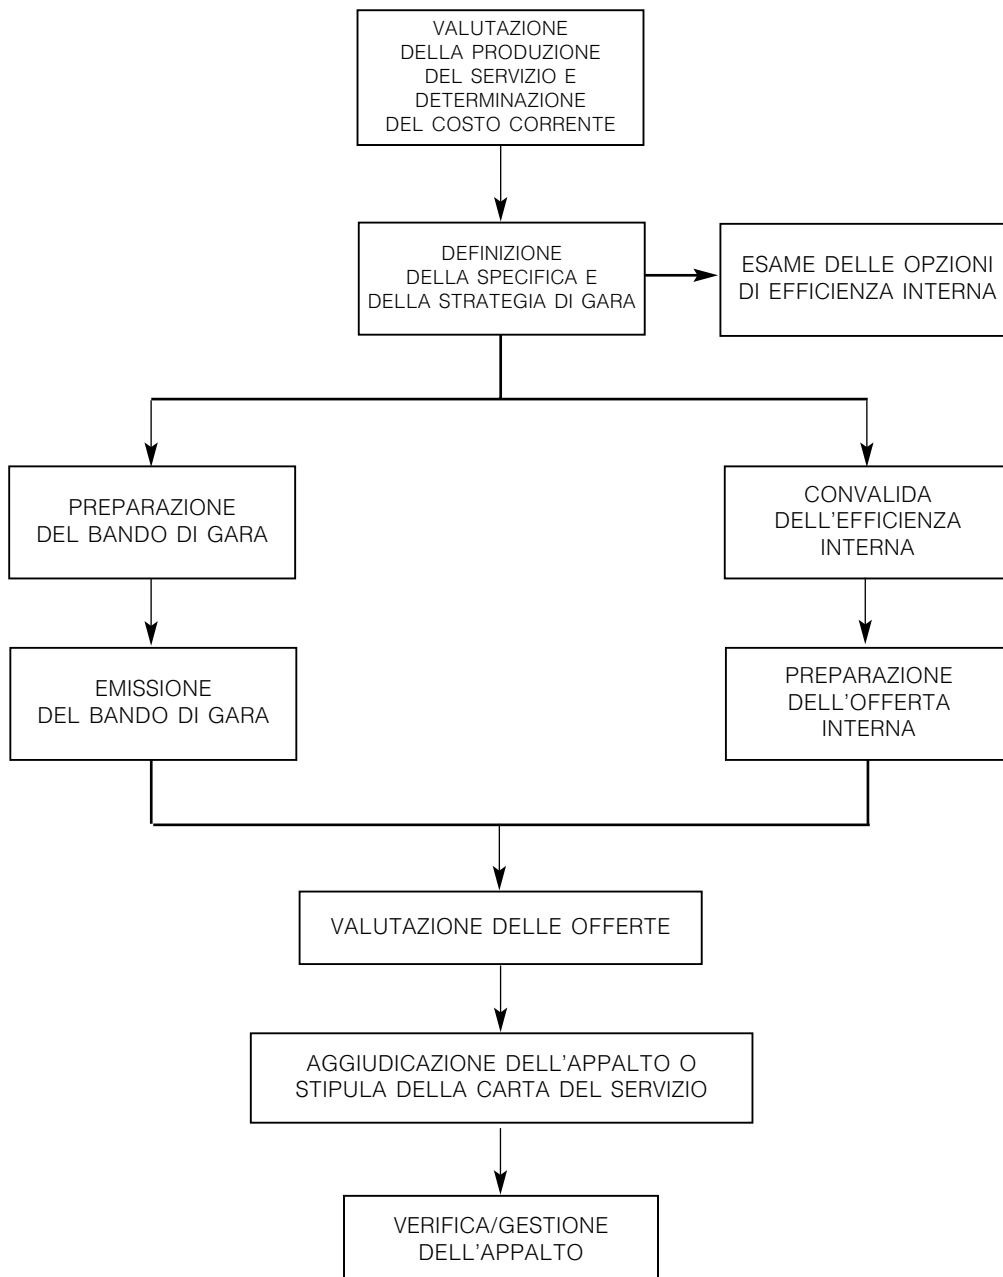 VALUTAZIONE
DELLA PRODUZIONE
DEL SERVIZIO E
DETERMINAZIONE
DEL COSTO CORRENTE
DEFINIZIONE
DELLA SPECIFICA E
DELLA STRATEGIA DI GARA
ESAME DELLE OPZIONI
DI EFFICIENZA INTERNA
PREPARAZIONE
DEL BANDO DI GARA
CONVALIDA
DELL'EFFICIENZA
INTERNA
EMISSIONE
DEL BANDO DI GARA
PREPARAZIONE
DELL'OFFERTA
INTERNA
VALUTAZIONE DELLE OFFERTE
AGGIUDICAZIONE DELL'APPALTO O
STIPULA DELLA CARTA DEL SERVIZIO
VERIFICA/GESTIONE
DELL'APPALTO